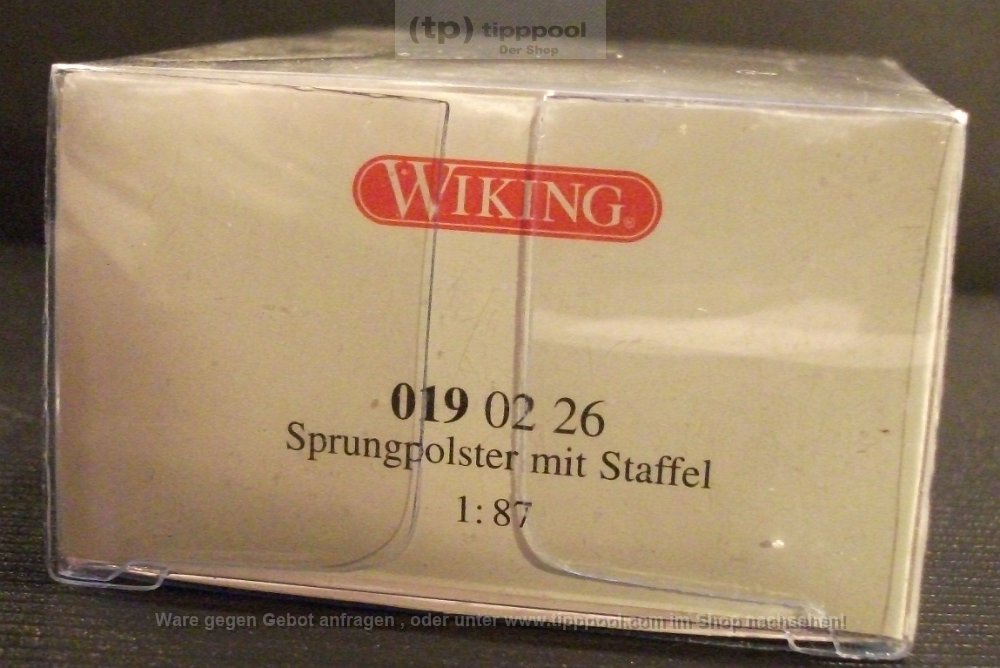 (tp) tipppool
Der Shop
WIKING®
019 02 26
Sprungpolster mit Staffel
1:87
Ware gegen Gebot anfragen , oder unter www.tipppool.com im Shop nachsehen!